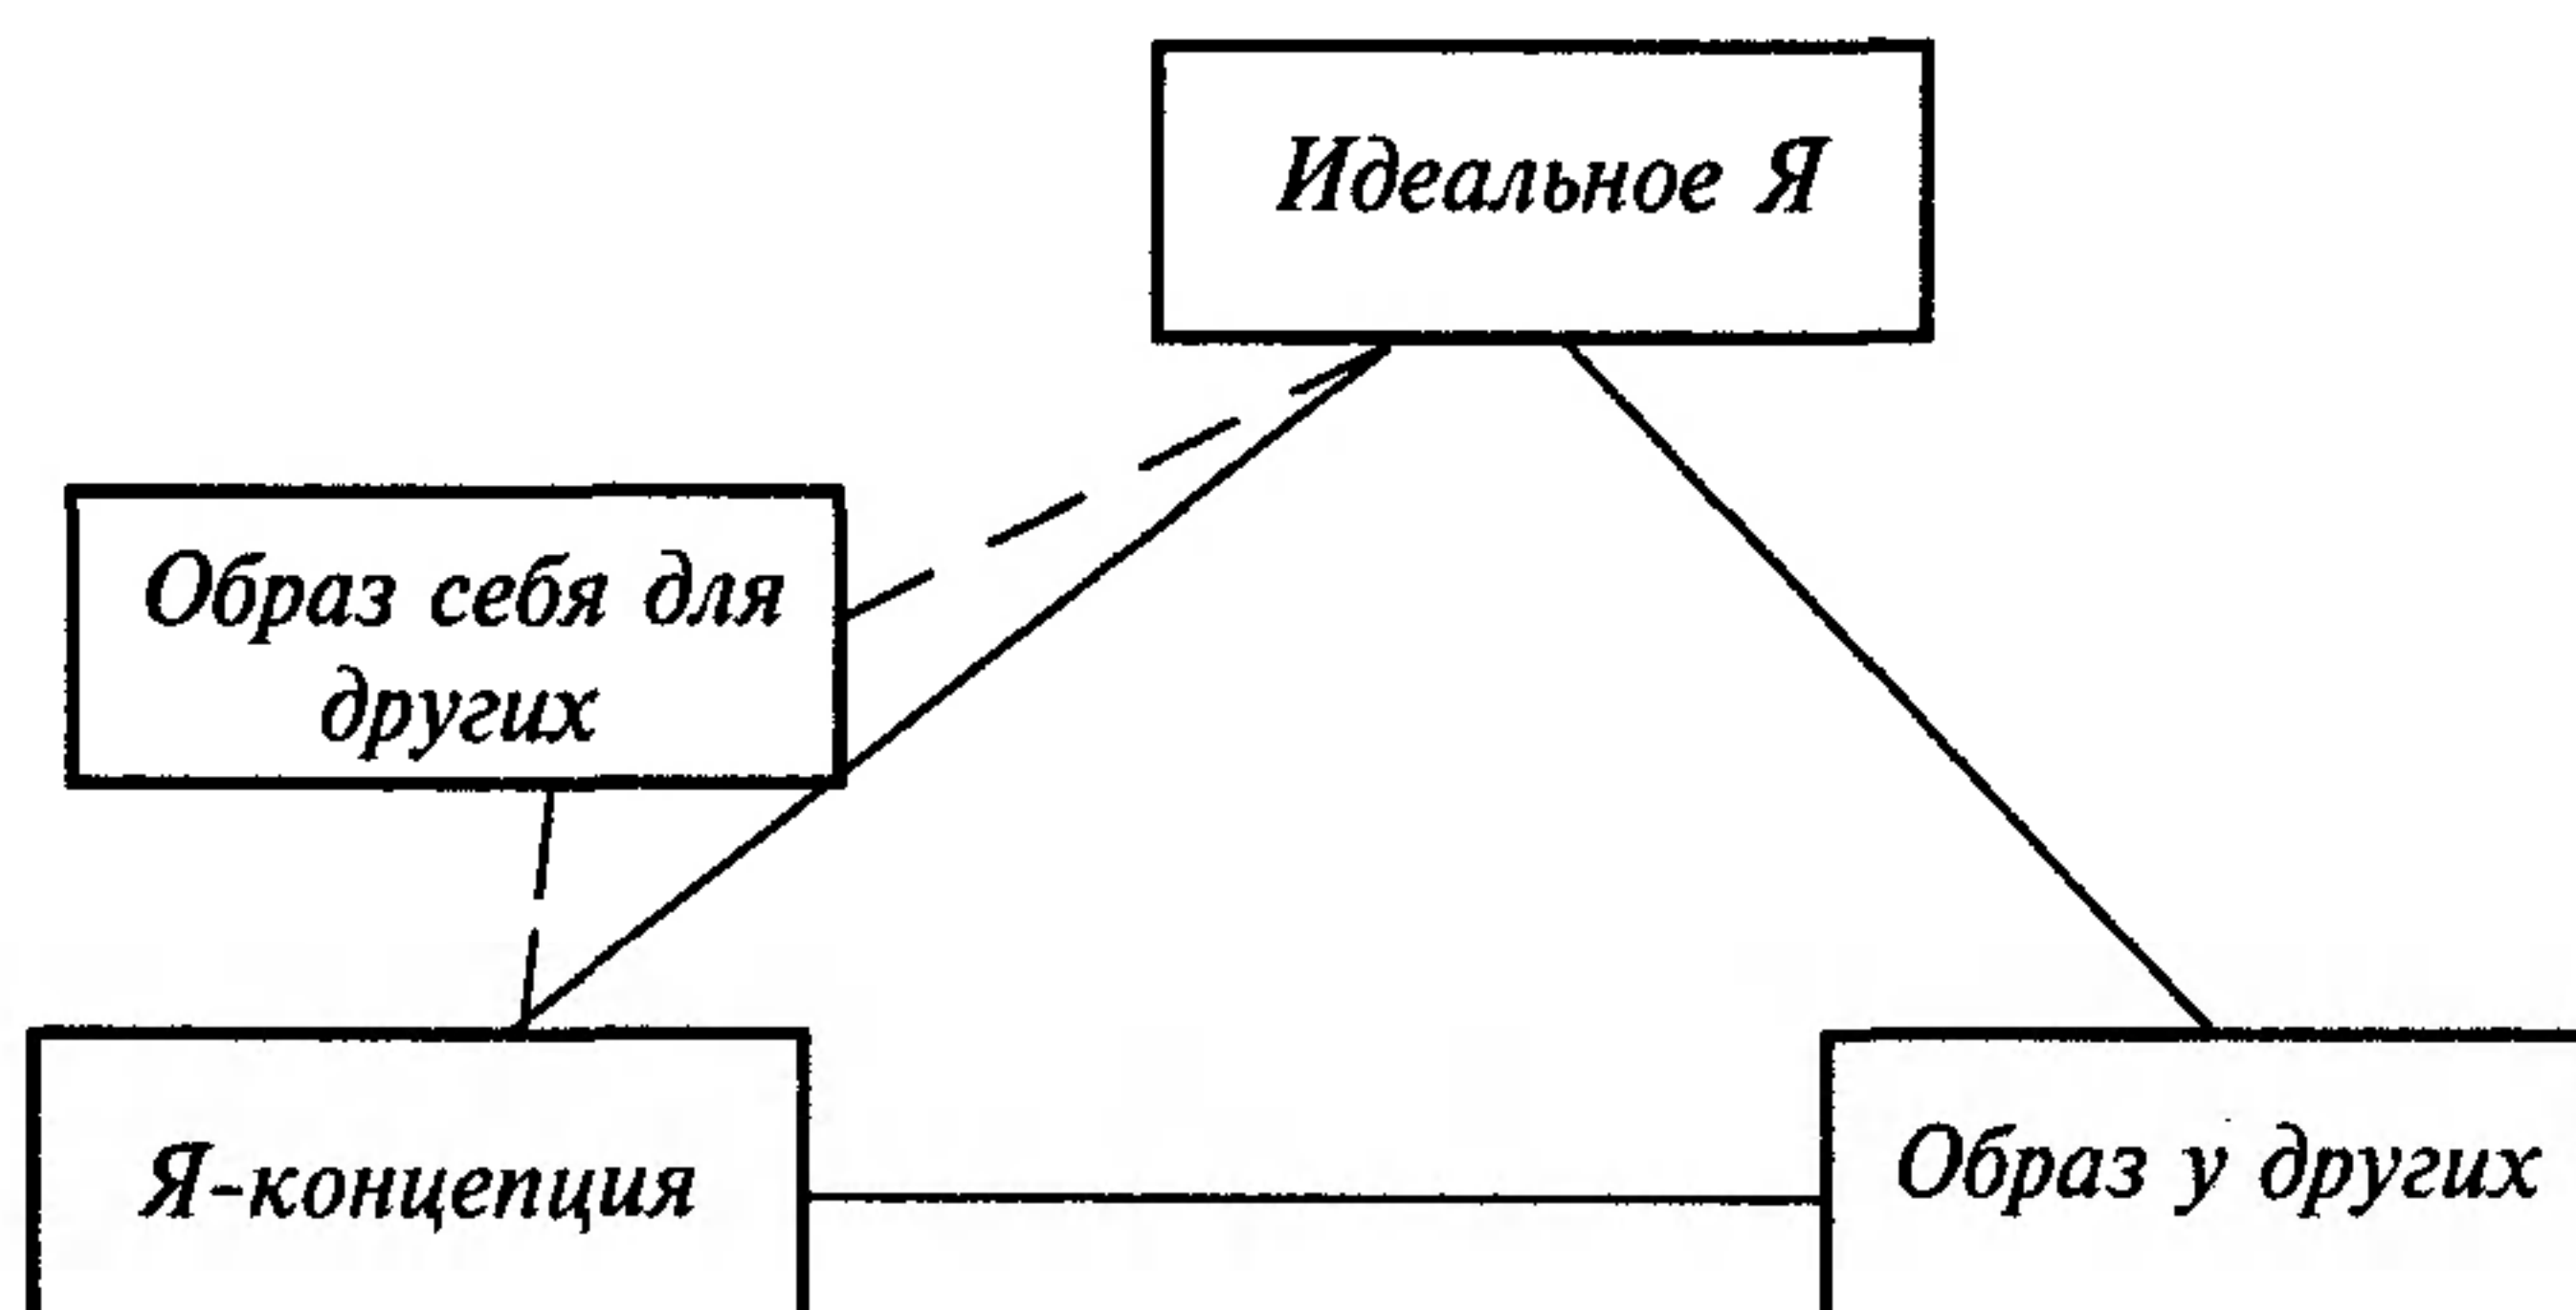 Идеальное Я
Образ себя для
других
Я-концепция
Образ у других